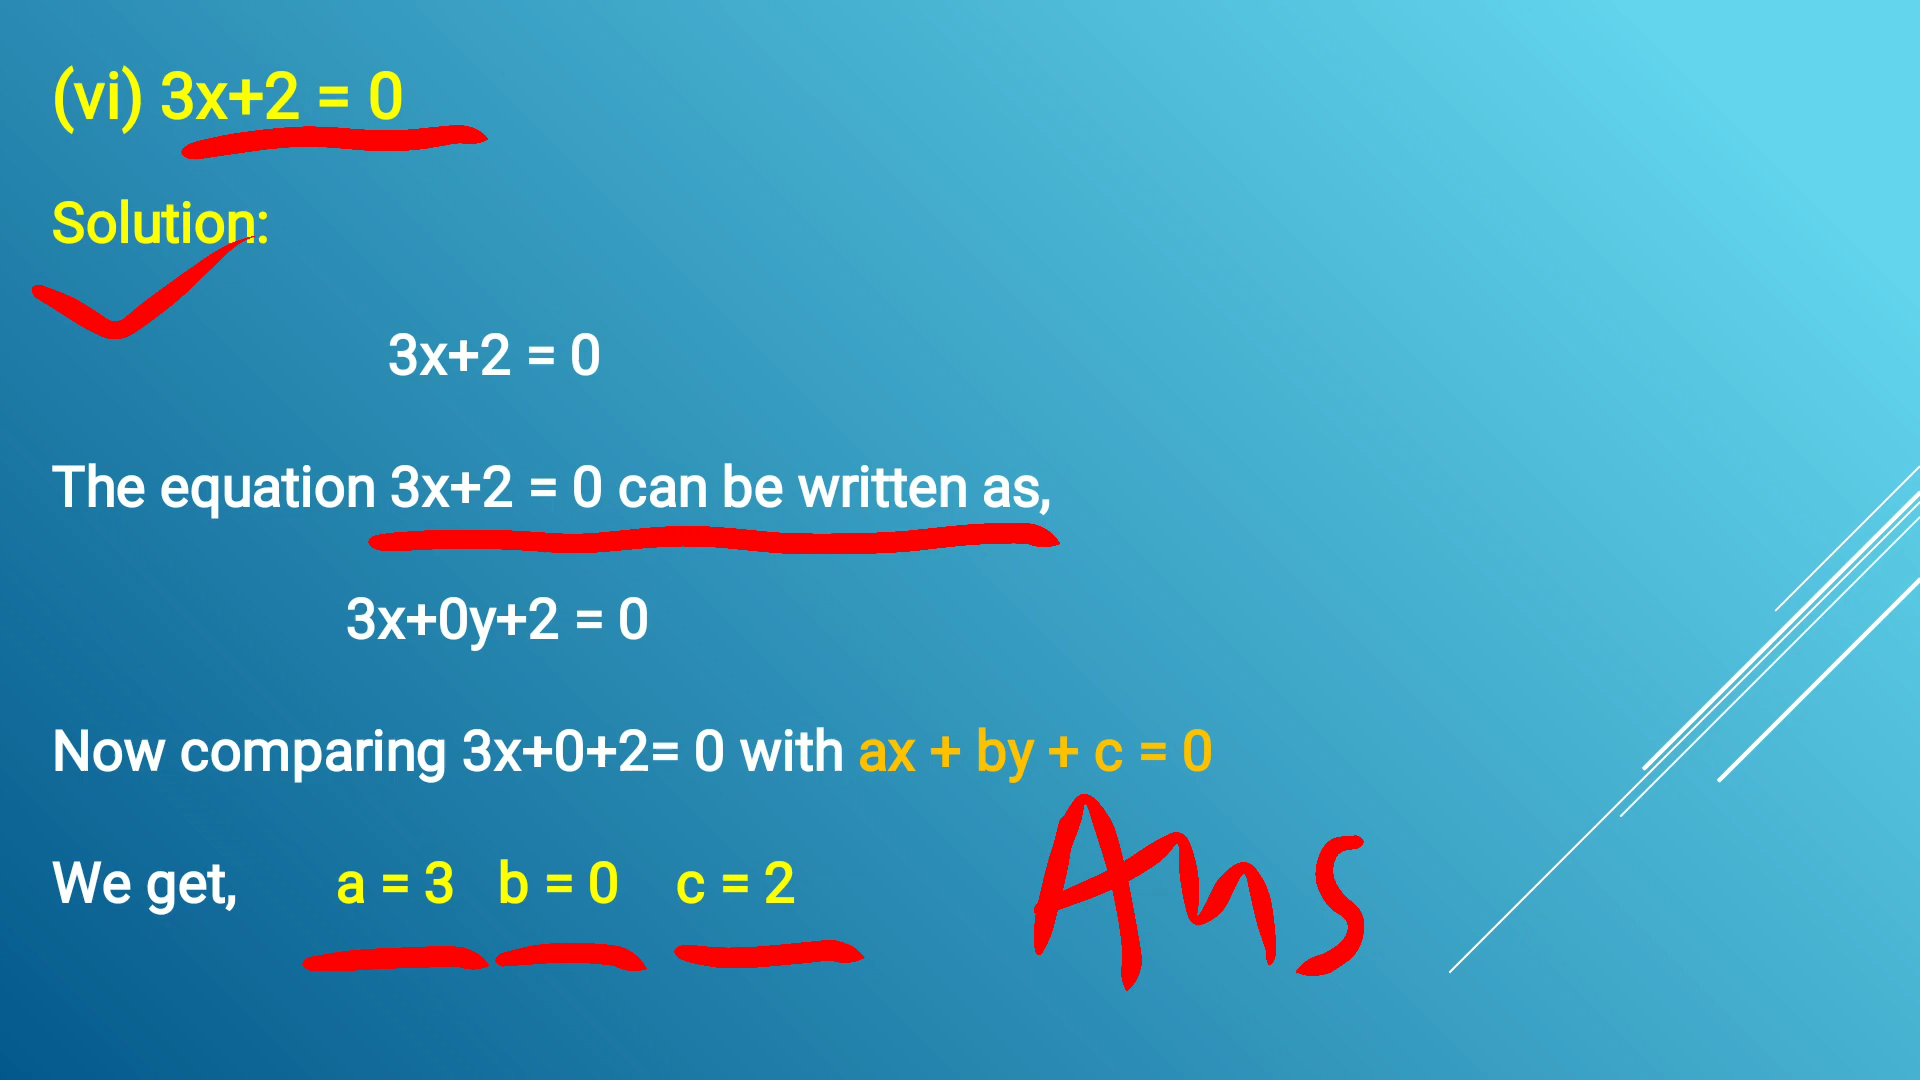 (vi) 3x+2 = 0
Solution:
3x+2 = 0
The equation 3x+2 = 0 can be written as,
3x+0y+2 = 0
Now comparing 3x+0+2= 0 with ax + by + c = 0
We get, a = 3 b = 0 c = 2
Ans